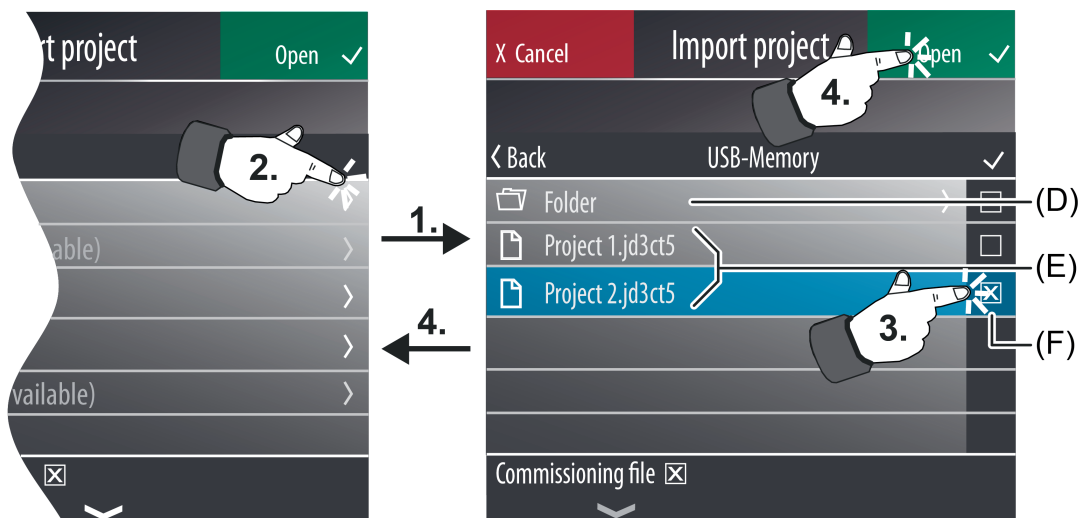 rt project
Open ✓
2.
able)
vailable)
1.
4.
X Cancel
Import project
Open ✓
4.
Back
USB-Memory
Folder
Project 1.jd3ct5
Project 2.jd3ct5
3.
Commissioning file
(D)
(E)
(F)